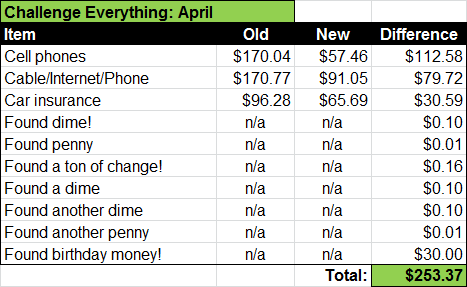 Challenge Everything: April
Item Old New Difference
Cell phones $170.04 $57.46 $112.58
Cable/Internet/Phone $170.77 $91.05 $79.72
Car insurance $96.28 $65.69 $30.59
Found dime! n/a n/a $0.10
Found penny n/a n/a $0.01
Found a ton of change! n/a n/a $0.16
Found a dime n/a n/a $0.10
Found another dime n/a n/a $0.10
Found another penny n/a n/a $0.01
Found birthday money! n/a n/a $30.00
Total: $253.37